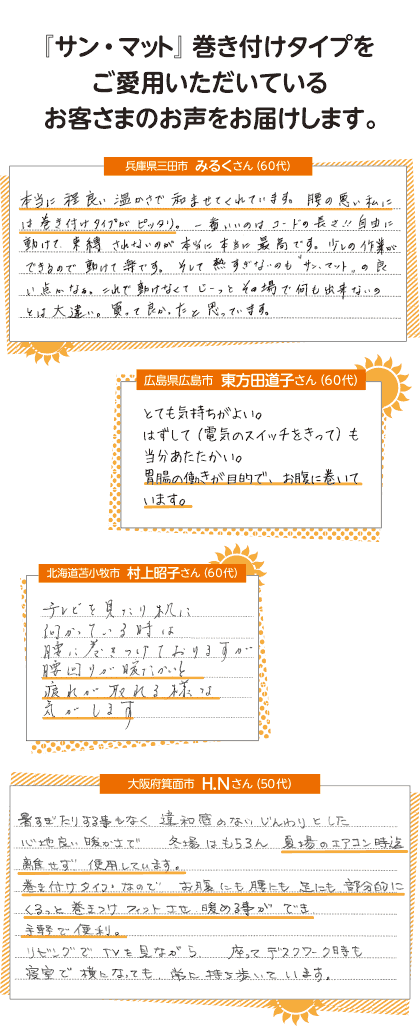 『サン・マット』巻き付けタイプを
ご愛用いただいている
お客さまのお声をお届けします。
兵庫県三田市 みるくさん(60代)
本当に程良い温かさで和ませてくれています。腰の悪い私に
は巻き付けタイプがピッタリ。一番いいのはコードの長さ!!自由に
動けて束縛されないのが本当に本当に最高です。少しの作業が
できるので動けて楽です。そして熱すぎないのも"サン、マット"の良
い点かなぁ。これで動けなくてじーっとその場で何も出来ないの
とは大違い。買って良かったと思っています。
広島県広島市 東方田道子さん(60代)
とても気持ちがよい。
はずして(電気のスイッチをきって)も
当分あたたかい。
胃腸の働きが目的で、お腹に巻いて
います。
北海道苫小牧市 村上昭子さん(60代)
テレビを見たり机に
向かっている時は
腰に巻きつけておりますが
腰回りが暖たかいと
疲れが取れる様な
気がします
大阪府箕面市 H.Nさん(50代)
暑すぎたりする事もなく 違和感のないじんわりとした
心地良い暖かさで 冬場はもちろん 夏場のエアコン時迄
離せず 使用しています。
巻き付けタイプなので お腹にも腰にも 足にも 部分的に
くるっと巻きつけ フィットさせ 暖める事ができ
手軽で便利。
リビングで TVを見ながら 座ってデスクワーク時も
寝室で 横になっても 常に持ち歩いています。